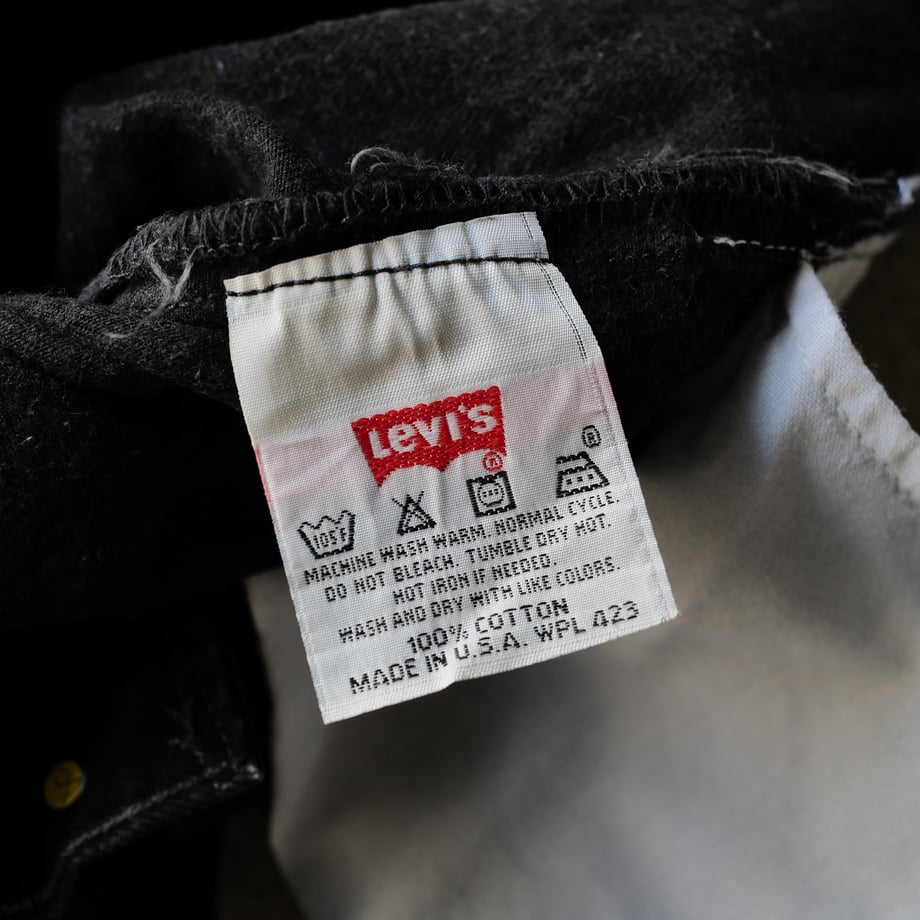 Levi's
®
®
105F
MACHINE WASH WARM. NORMAL CYCLE.
DO NOT BLEACH. TUMBLE DRY HOT.
HOT IRON IF NEEDED.
WASH AND DRY WITH LIKE COLORS.
100% COTTON
MADE IN U.S.A. WPL 423